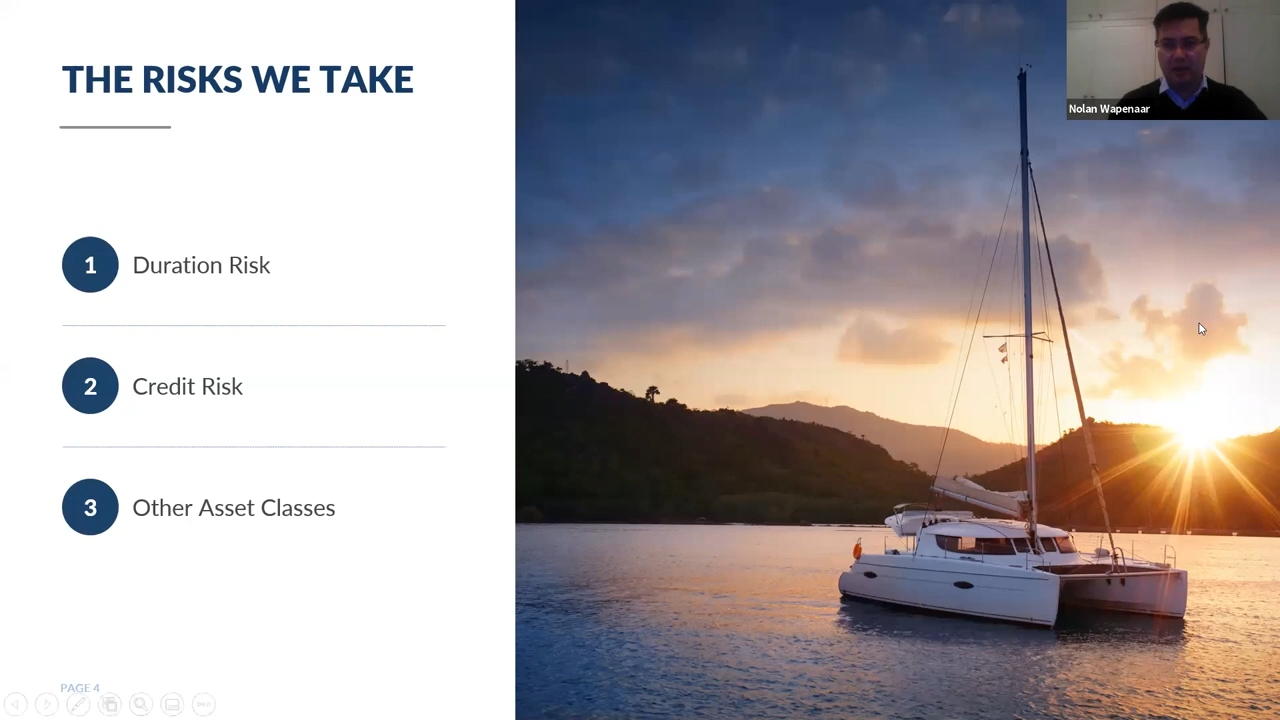 THE RISKS WE TAKE
Nolan Wapenaar
1 Duration Risk
2 Credit Risk
3 Other Asset Classes
PAGE 4